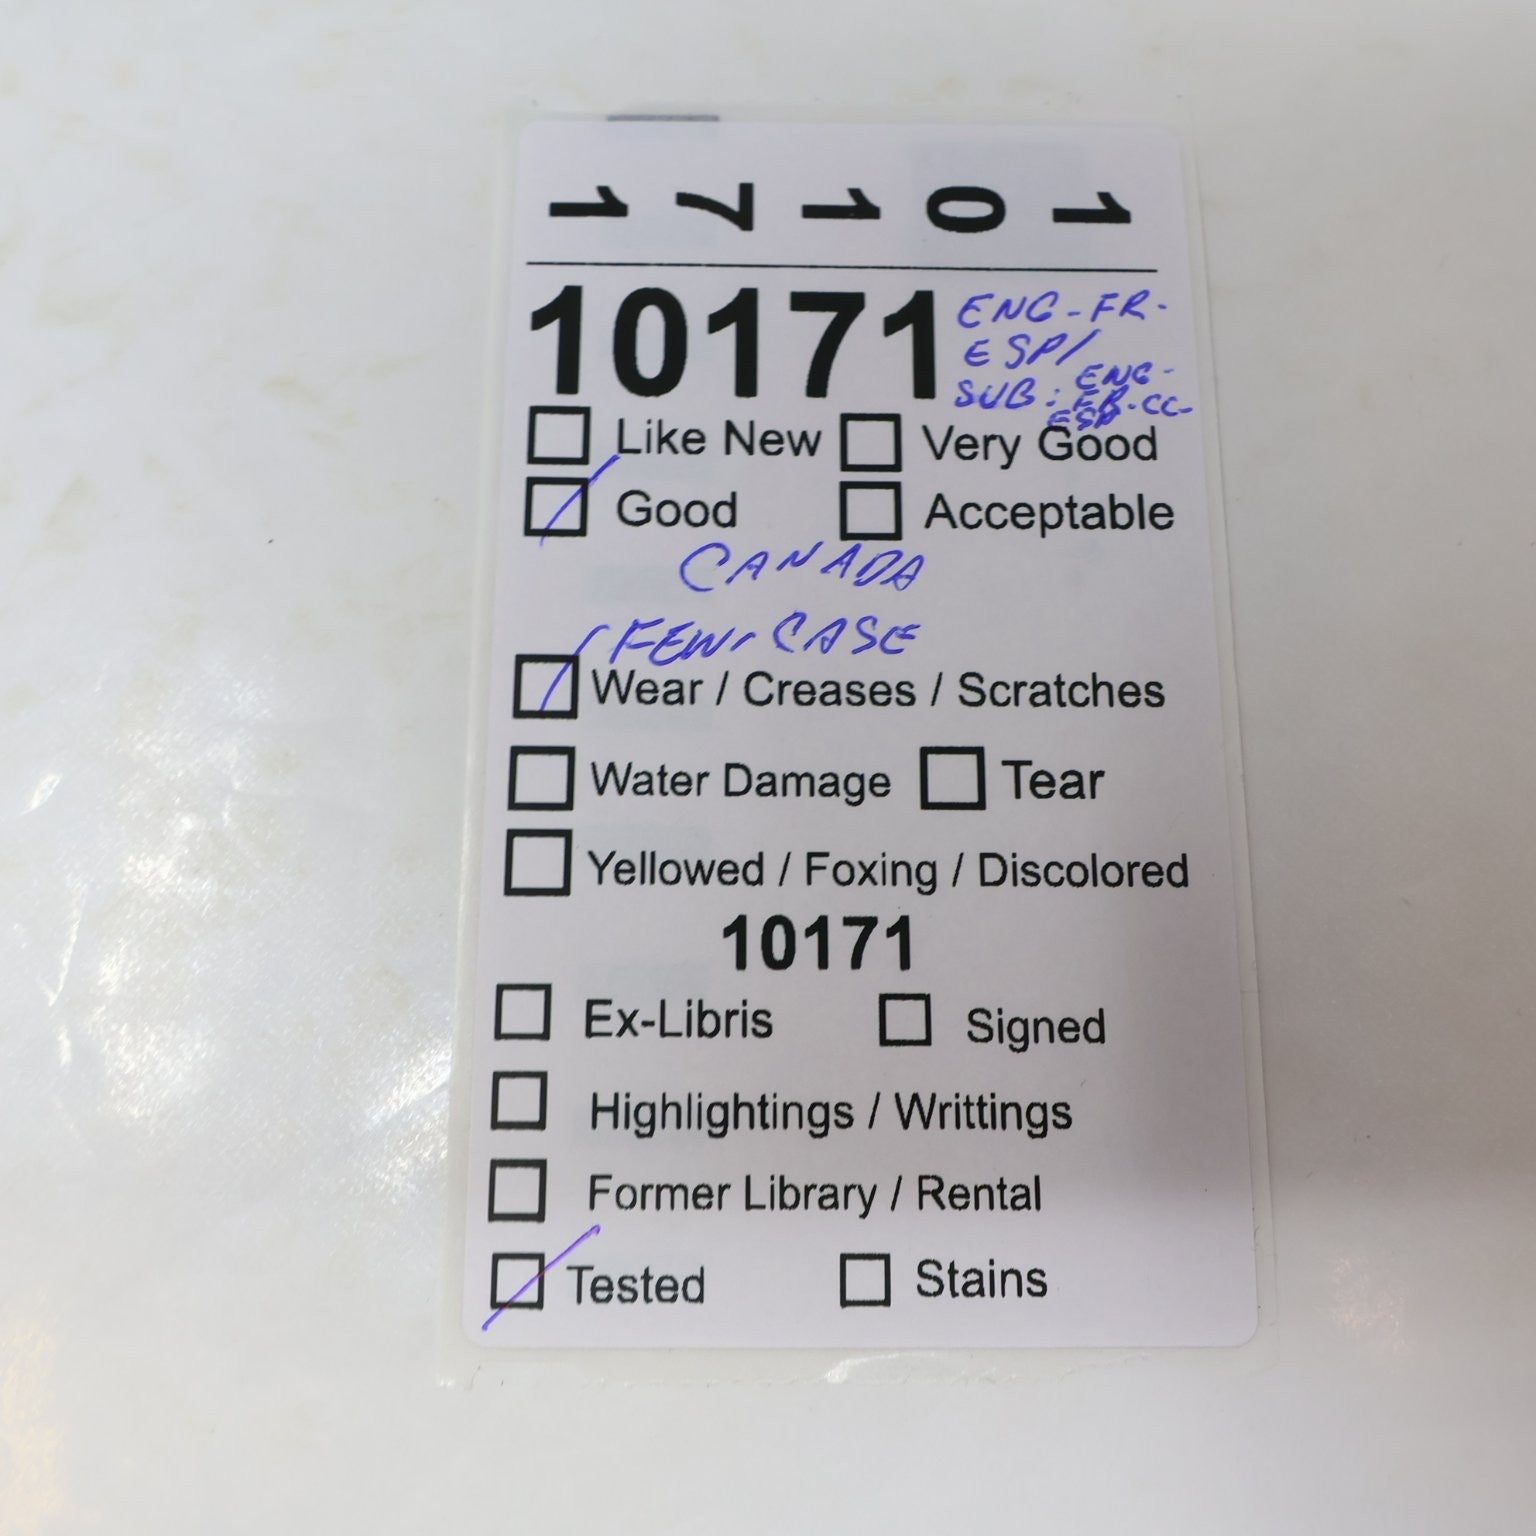 1 7 1 0 1
10171 ENG-FR-
ESP/
SUB: ENG-
FR-CC-
ESP
Like New Very Good
Good Acceptable
CANADA
FEW CASE
Wear / Creases / Scratches
Water Damage Tear
Yellowed / Foxing / Discolored
10171
Ex-Libris Signed
Highlightings / Writtings
Former Library / Rental
Tested Stains